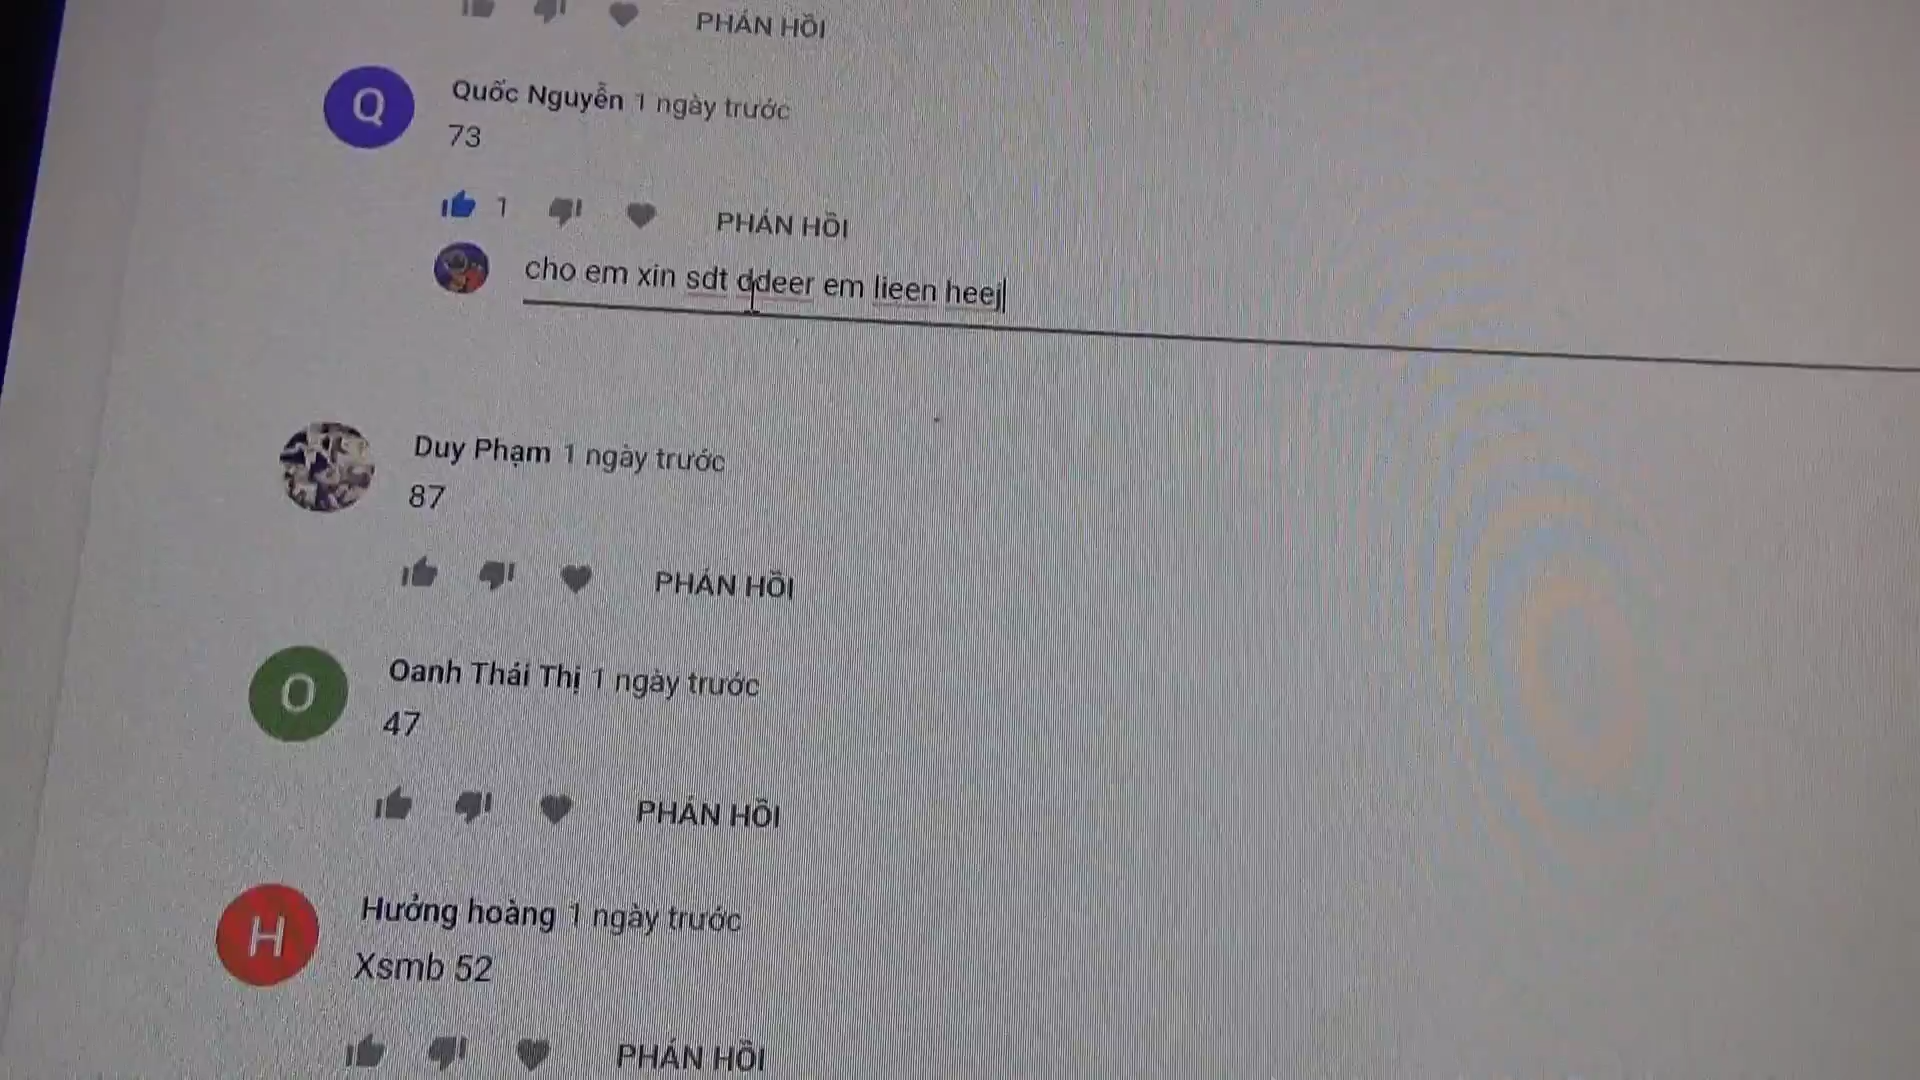 PHẢN HỒI
Quốc Nguyễn 1 ngày trước
73
1 PHẢN HỒI
cho em xin sdt ddeer em lieen heej
Duy Phạm 1 ngày trước
87
PHẢN HỒI
Oanh Thái Thị 1 ngày trước
47
PHẢN HỒI
Hưởng hoàng 1 ngày trước
Xsmb 52
PHẢN HỒI